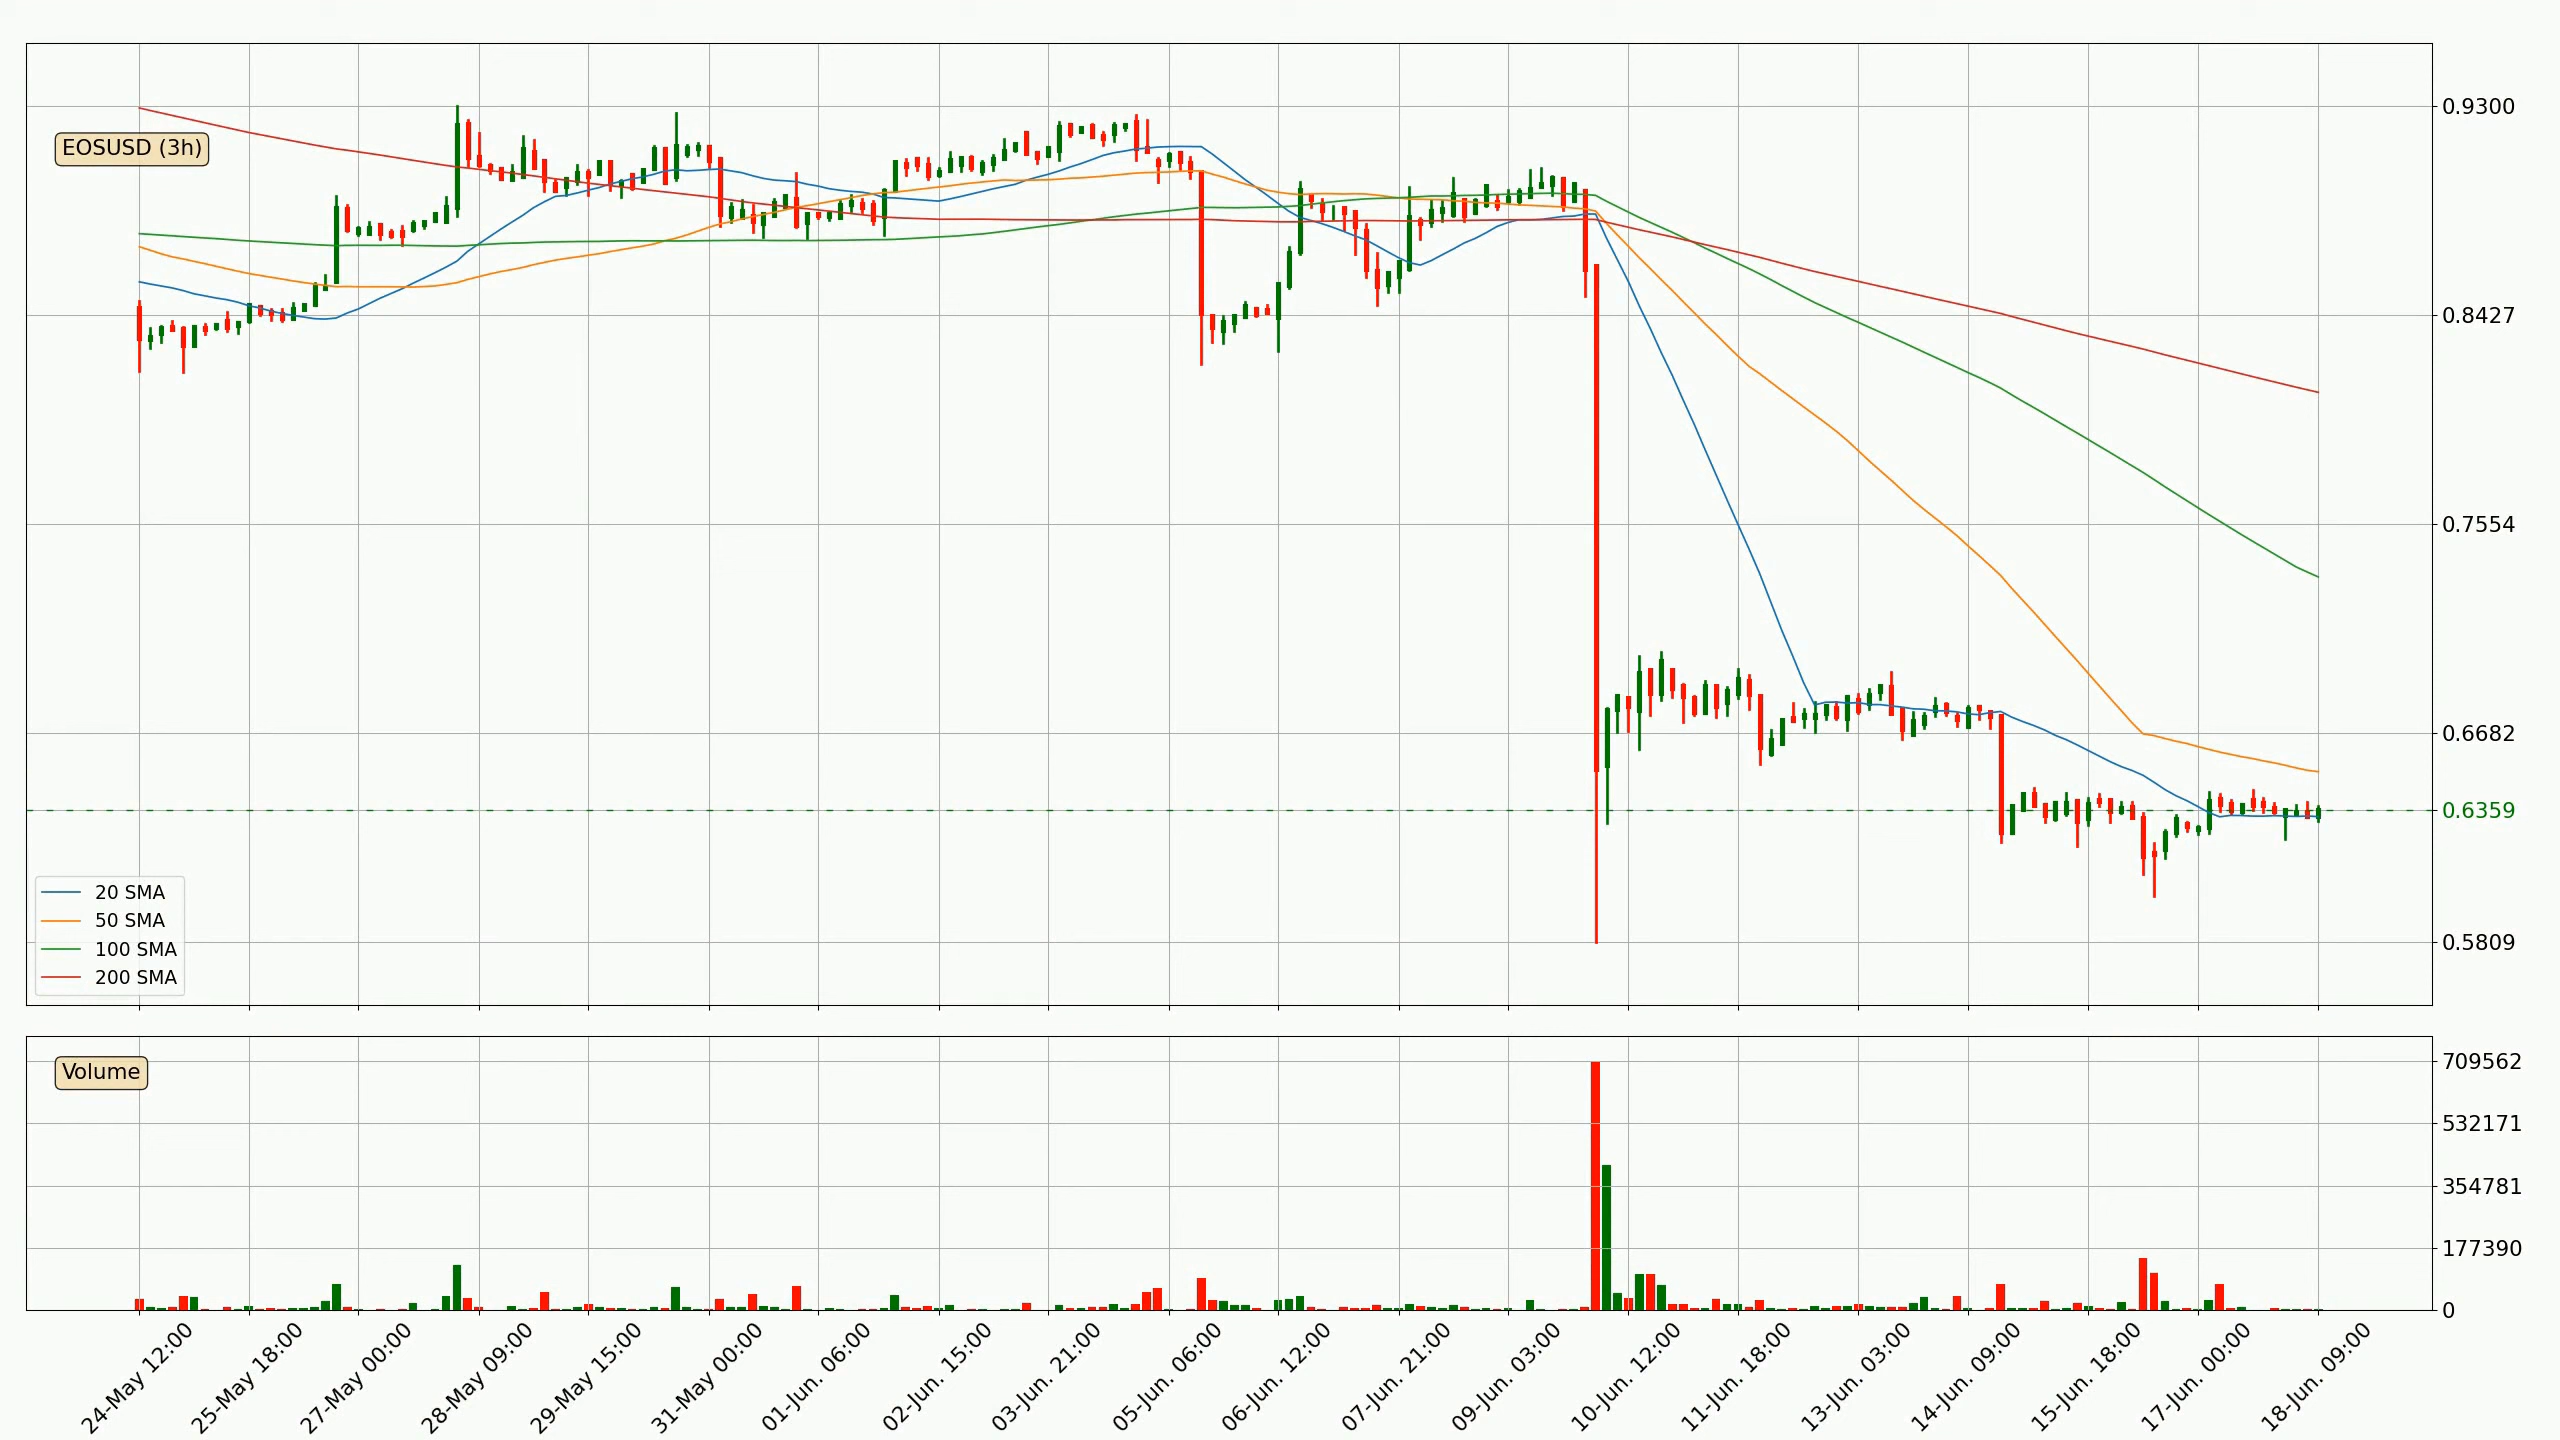 EOSUSD (3h)
0.9300
0.8427
0.7554
0.6682
0.6359
0.5809
20 SMA
50 SMA
100 SMA
200 SMA
Volume
709562
532171
354781
177390
0
24-May 12:00
25-May 18:00
27-May 00:00
28-May 09:00
29-May 15:00
31-May 00:00
01-Jun. 06:00
02-Jun. 15:00
03-Jun. 21:00
05-Jun. 06:00
06-Jun. 12:00
07-Jun. 21:00
09-Jun. 03:00
10-Jun. 12:00
11-Jun. 18:00
13-Jun. 03:00
14-Jun. 09:00
15-Jun. 18:00
17-Jun. 00:00
18-Jun. 09:00